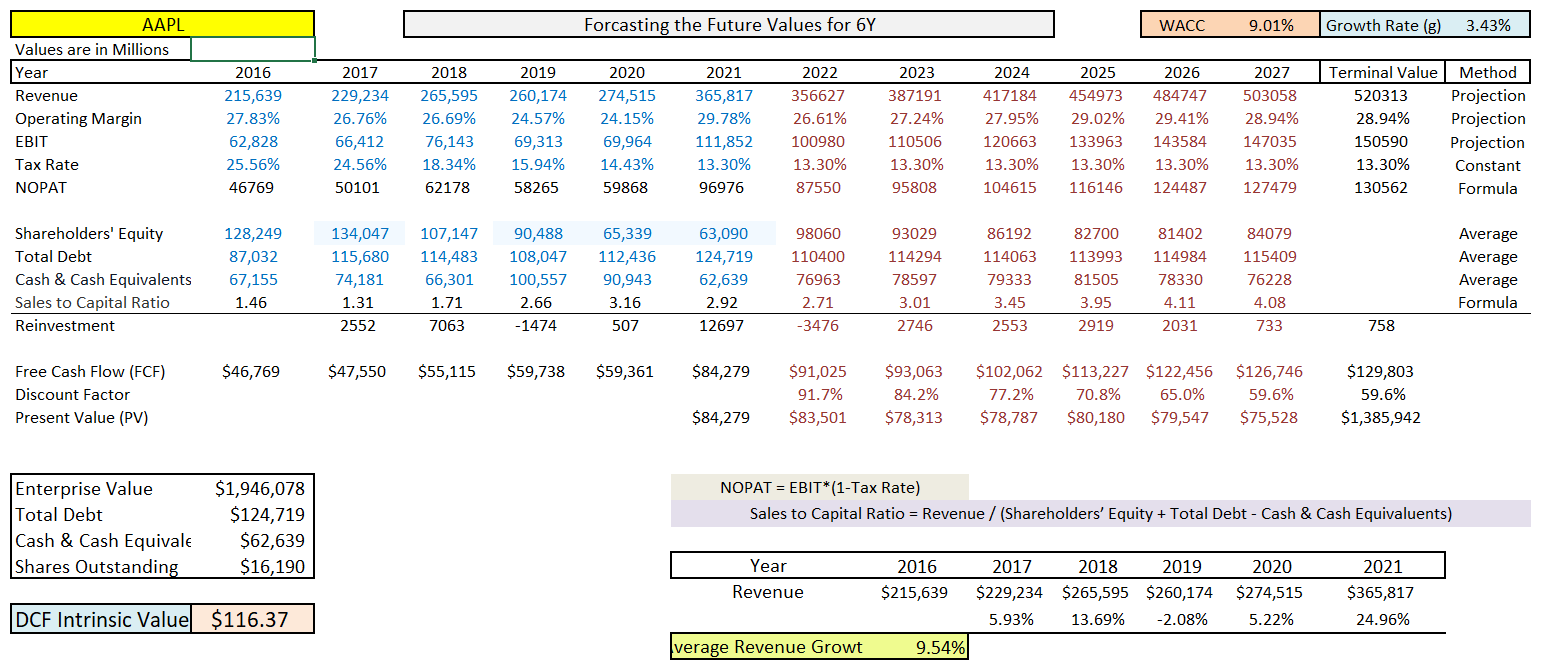 AAPL Forcasting the Future Values for 6Y WACC 9.01% Growth Rate (g) 3.43%
Values are in Millions
Year 2016 2017 2018 2019 2020 2021 2022 2023 2024 2025 2026 2027 Terminal Value Method
Revenue 215,639 229,234 265,595 260,174 274,515 365,817 356627 387191 417184 454973 484747 503058 520313 Projection
Operating Margin 27.83% 26.76% 26.69% 24.57% 24.15% 29.78% 26.61% 27.24% 27.95% 29.02% 29.41% 28.94% 28.94% Projection
EBIT 62,828 66,412 76,143 69,313 69,964 111,852 100980 110506 120663 133963 143584 147035 150590 Projection
Tax Rate 25.56% 24.56% 18.34% 15.94% 14.43% 13.30% 13.30% 13.30% 13.30% 13.30% 13.30% 13.30% 13.30% Constant
NOPAT 46769 50101 62178 58265 59868 96976 87550 95808 104615 116146 124487 127479 130562 Formula
Shareholders' Equity 128,249 134,047 107,147 90,488 65,339 63,090 98060 93029 86192 82700 81402 84079 Average
Total Debt 87,032 115,680 114,483 108,047 112,436 124,719 110400 114294 114063 113993 114984 115409 Average
Cash & Cash Equivalents 67,155 74,181 66,301 100,557 90,943 62,639 76963 78597 79333 81505 78330 76228 Average
Sales to Capital Ratio 1.46 1.31 1.71 2.66 3.16 2.92 2.71 3.01 3.45 3.95 4.11 4.08 Formula
Reinvestment 2552 7063 -1474 507 12697 -3476 2746 2553 2919 2031 733 758
Free Cash Flow (FCF) $46,769 $47,550 $55,115 $59,738 $59,361 $84,279 $91,025 $93,063 $102,062 $113,227 $122,456 $126,746 $129,803
Discount Factor 91.7% 84.2% 77.2% 70.8% 65.0% 59.6% 59.6%
Present Value (PV) $84,279 $83,501 $78,313 $78,787 $80,180 $79,547 $75,528 $1,385,942
Enterprise Value $1,946,078
Total Debt $124,719
Cash & Cash Equivale $62,639
Shares Outstanding $16,190
DCF Intrinsic Value $116.37
NOPAT = EBIT*(1-Tax Rate)
Sales to Capital Ratio = Revenue / (Shareholders’ Equity + Total Debt - Cash & Cash Equivaluents)
Year 2016 2017 2018 2019 2020 2021
Revenue $215,639 $229,234 $265,595 $260,174 $274,515 $365,817
5.93% 13.69% -2.08% 5.22% 24.96%
verage Revenue Growt 9.54%